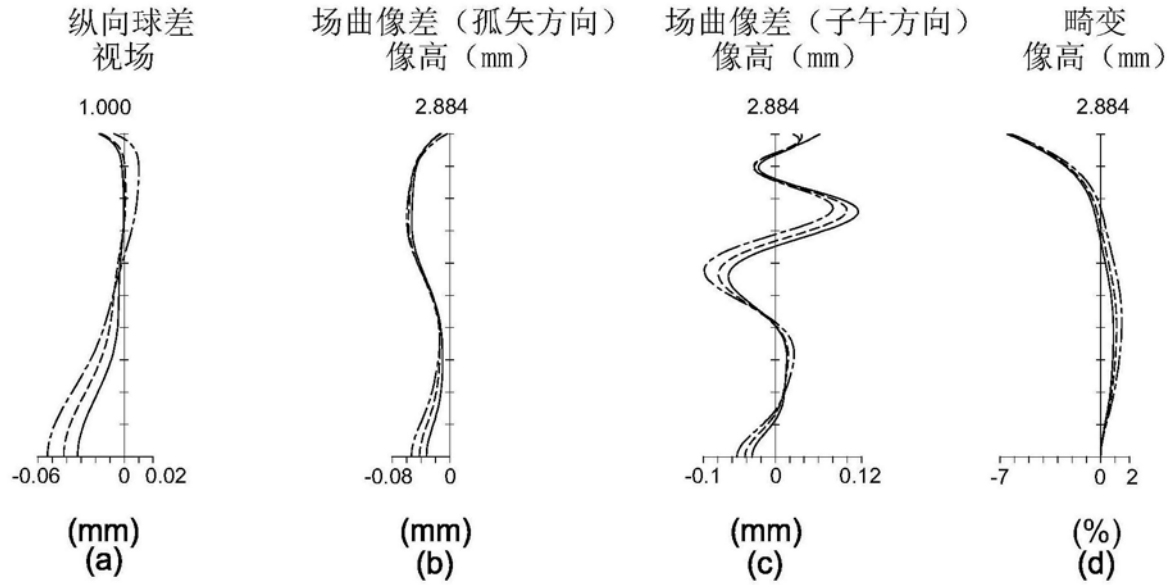 纵向球差
视场
1.000
-0.06 0 0.02
(mm)
(a)
场曲像差（孤矢方向）
像高（mm）
2.884
-0.08 0
(mm)
(b)
场曲像差（子午方向）
像高（mm）
2.884
-0.1 0 0.12
(mm)
(c)
畸变
像高（mm）
2.884
-7 0 2
(%)
(d)